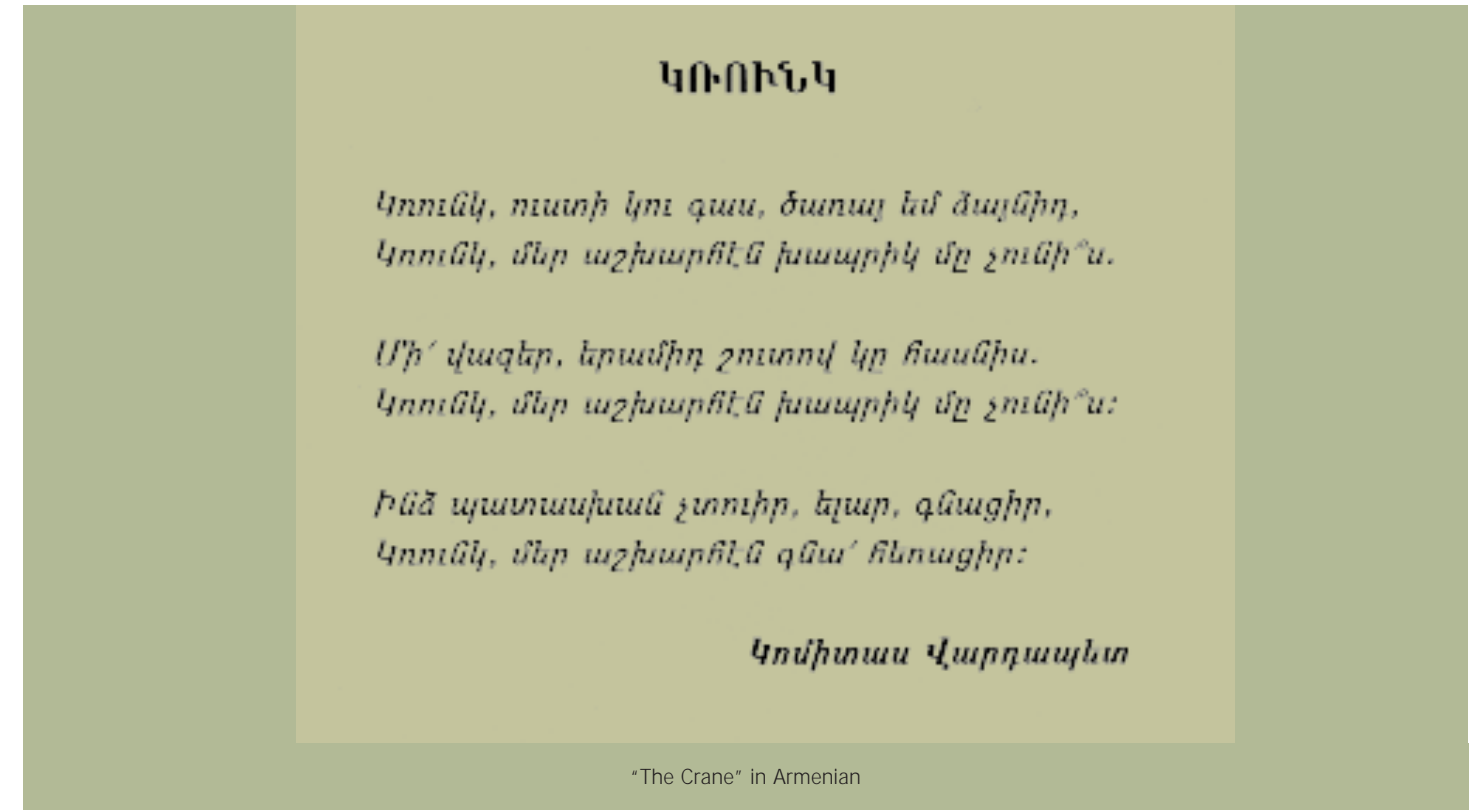 ԿՌՈՒՆԿ
Կռունկ, ուստի կու գաս, ծառայ եմ ձայնիդ,
Կռունկ, մեր աշխարհէն խապրիկ մը չունի՞ս.
Մի՛ վազեր, երամիդ շուտով կը հասնիս.
Կռունկ, մեր աշխարհէն խապրիկ մը չունի՞ս:
Ինձ պատասխան չտուիր, ելար, գնացիր,
Կռունկ, մեր աշխարհէն գնա՛ հեռացիր:
Կոմիտաս Վարդապետ
“The Crane” in Armenian